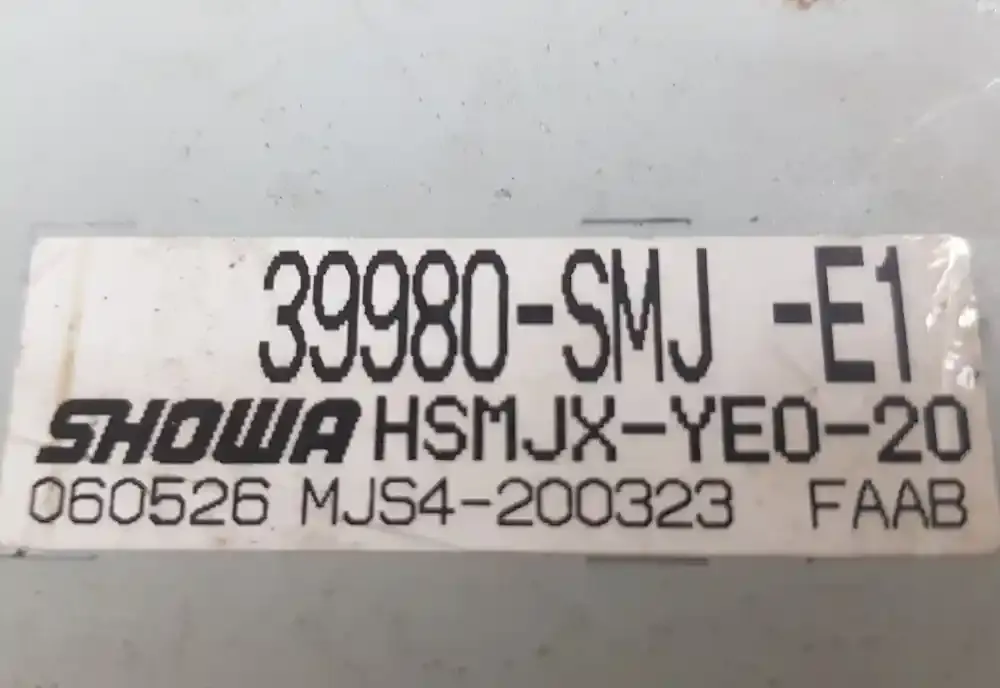 39980-SMJ -E1
SHOWA HSMJX-YE0-20
060526 MJS4-200323 FAAB